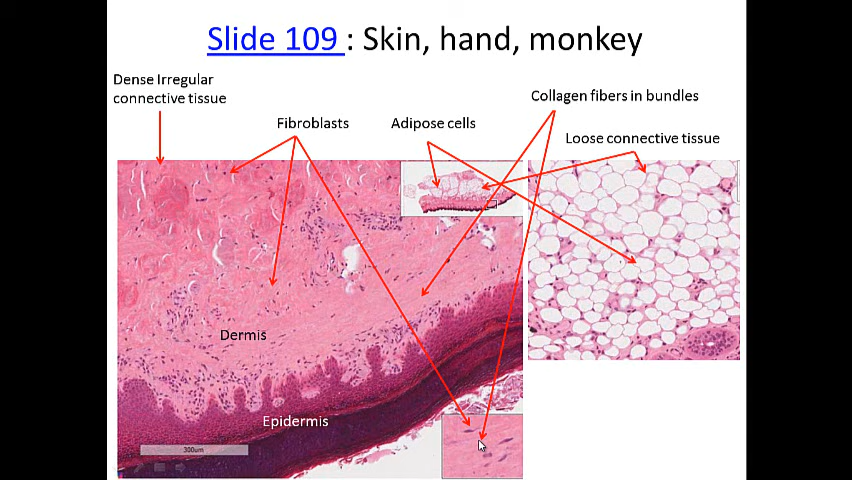 Slide 109 : Skin, hand, monkey
Dense Irregular
connective tissue
Fibroblasts
Adipose cells
Collagen fibers in bundles
Loose connective tissue
Dermis
Epidermis
300um